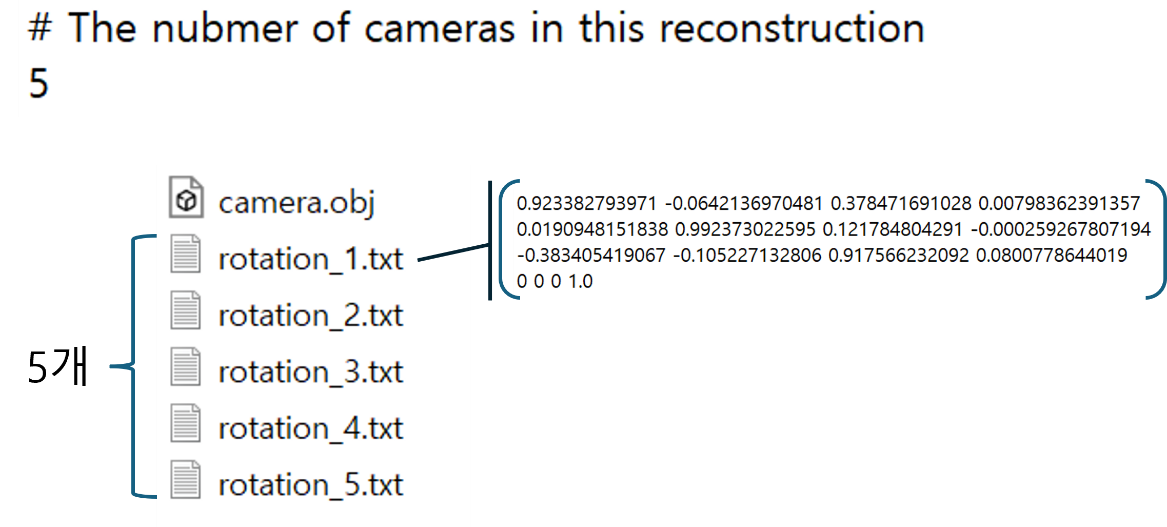 # The nubmer of cameras in this reconstruction
5
camera.obj
rotation_1.txt
rotation_2.txt
rotation_3.txt
rotation_4.txt
rotation_5.txt
5개
0.923382793971 -0.0642136970481 0.378471691028 0.00798362391357
0.0190948151838 0.992373022595 0.121784804291 -0.000259267807194
-0.383405419067 -0.105227132806 0.917566232092 0.0800778644019
0 0 0 1.0